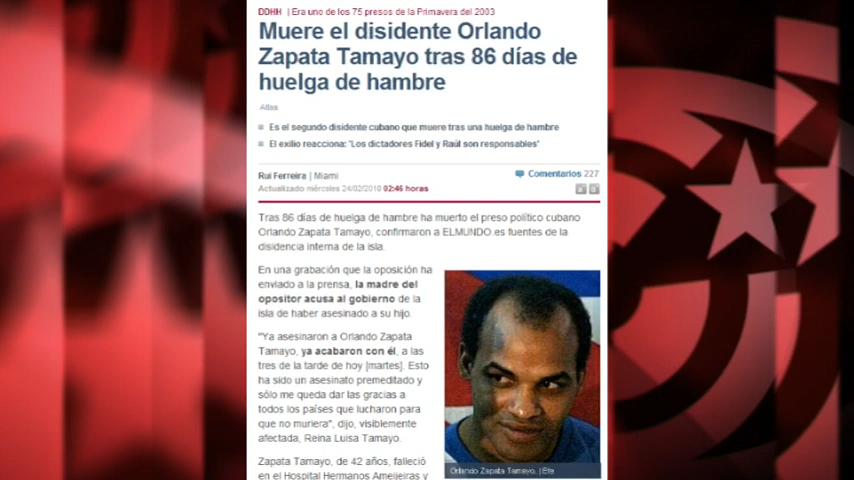 DDHH | Era uno de los 75 presos de la Primavera del 2003
Muere el disidente Orlando
Zapata Tamayo tras 86 días de
huelga de hambre
Atlas
Es el segundo disidente cubano que muere tras una huelga de hambre
El exilio reacciona: 'Los dictadores Fidel y Raúl son responsables'
Rui Ferreira | Miami
Comentarios 227
Actualizado miércoles 24/02/2010 02:46 horas
Tras 86 días de huelga de hambre ha muerto el preso político cubano
Orlando Zapata Tamayo, confirmaron a ELMUNDO.es fuentes de la
disidencia interna de la isla.
En una grabación que la oposición ha
enviado a la prensa, la madre del
opositor acusa al gobierno de la
isla de haber asesinado a su hijo.
"Ya asesinaron a Orlando Zapata
Tamayo, ya acabaron con él, a las
tres de la tarde de hoy [martes]. Esto
ha sido un asesinato premeditado y
sólo me queda dar las gracias a
todos los países que lucharon para
que no muriera", dijo, visiblemente
afectada, Reina Luisa Tamayo.
Zapata Tamayo, de 42 años, falleció
en el Hospital Hermanos Ameijeiras y
Orlando Zapata Tamayo. | Efe